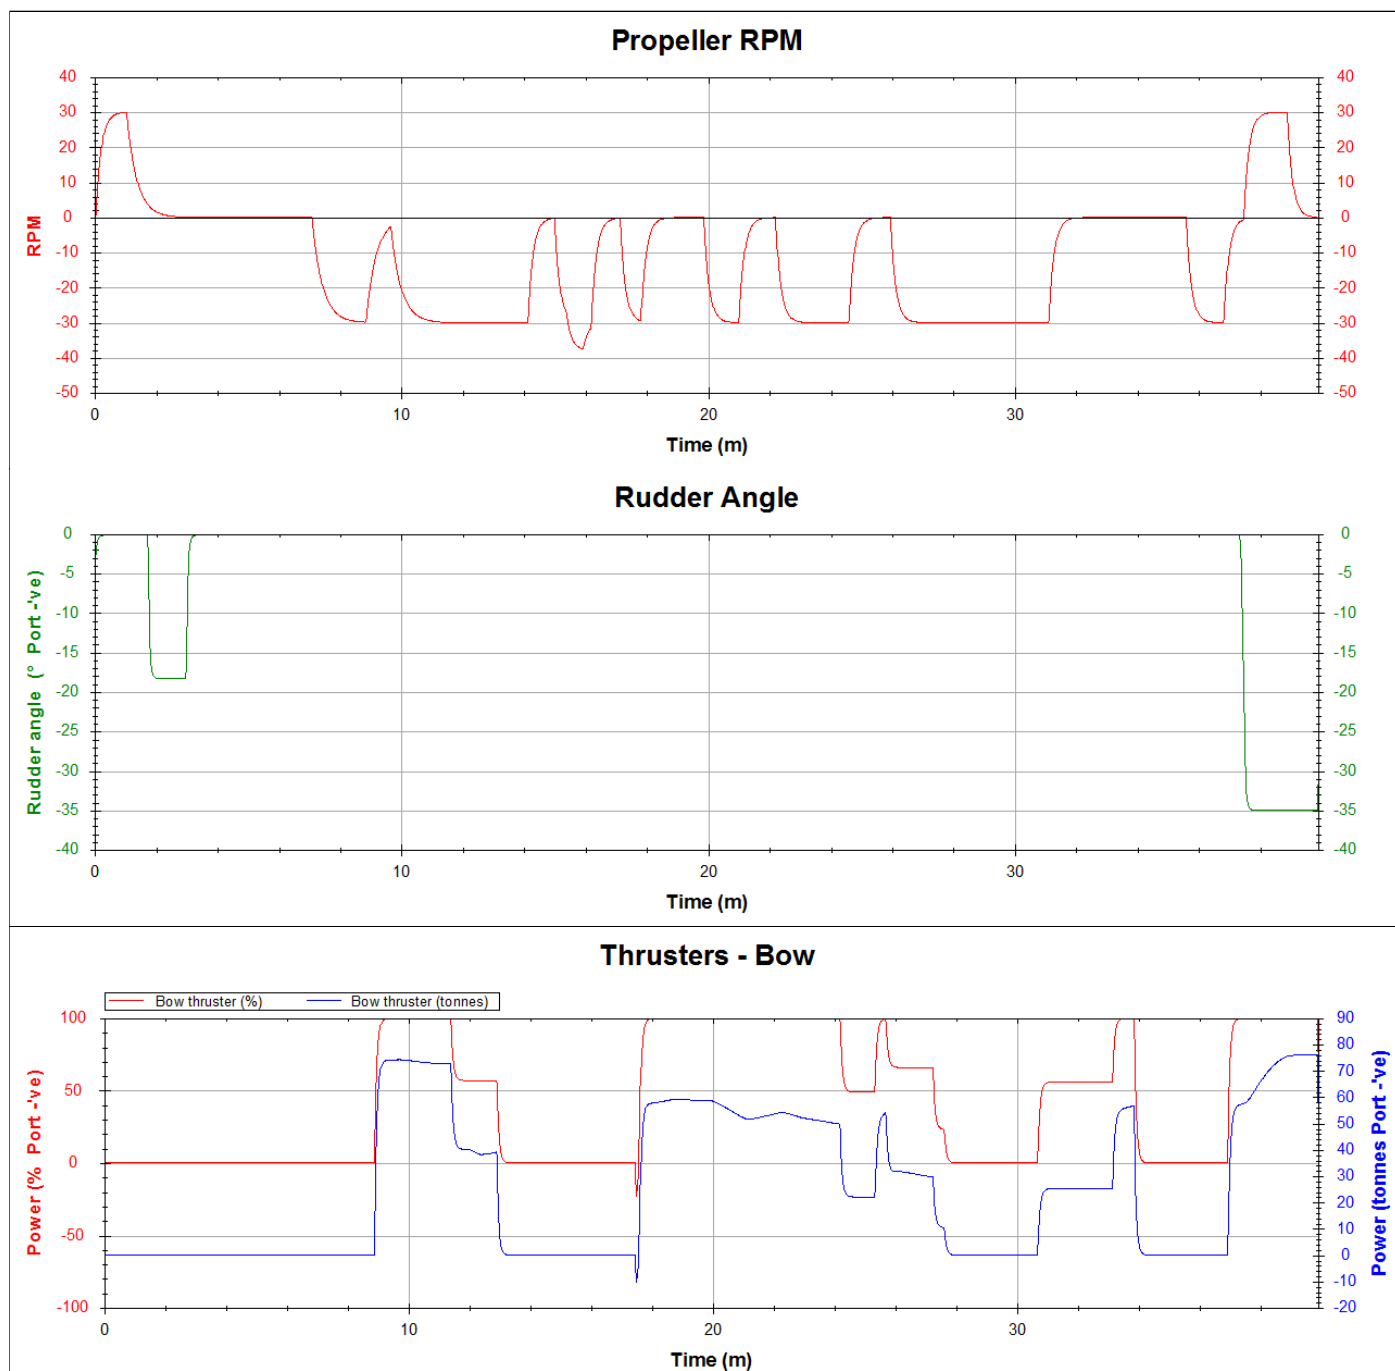 Propeller RPM
40 40
30 30
20 20
10 10
0 0
-10 -10
-20 -20
-30 -30
-40 -40
-50 -50
RPM
0 10 20 30
Time (m)
Rudder Angle
0 0
-5 -5
-10 -10
-15 -15
-20 -20
-25 -25
-30 -30
-35 -35
-40 -40
Rudder angle (° Port -'ve)
0 10 20 30
Time (m)
Thrusters - Bow
Bow thruster (%) Bow thruster (tonnes)
100 90
80
70
50 60
50
40
0 30
20
10
-50 0
-10
-100 -20
Power (% Port -'ve)
Power (tonnes Port -'ve)
0 10 20 30
Time (m)